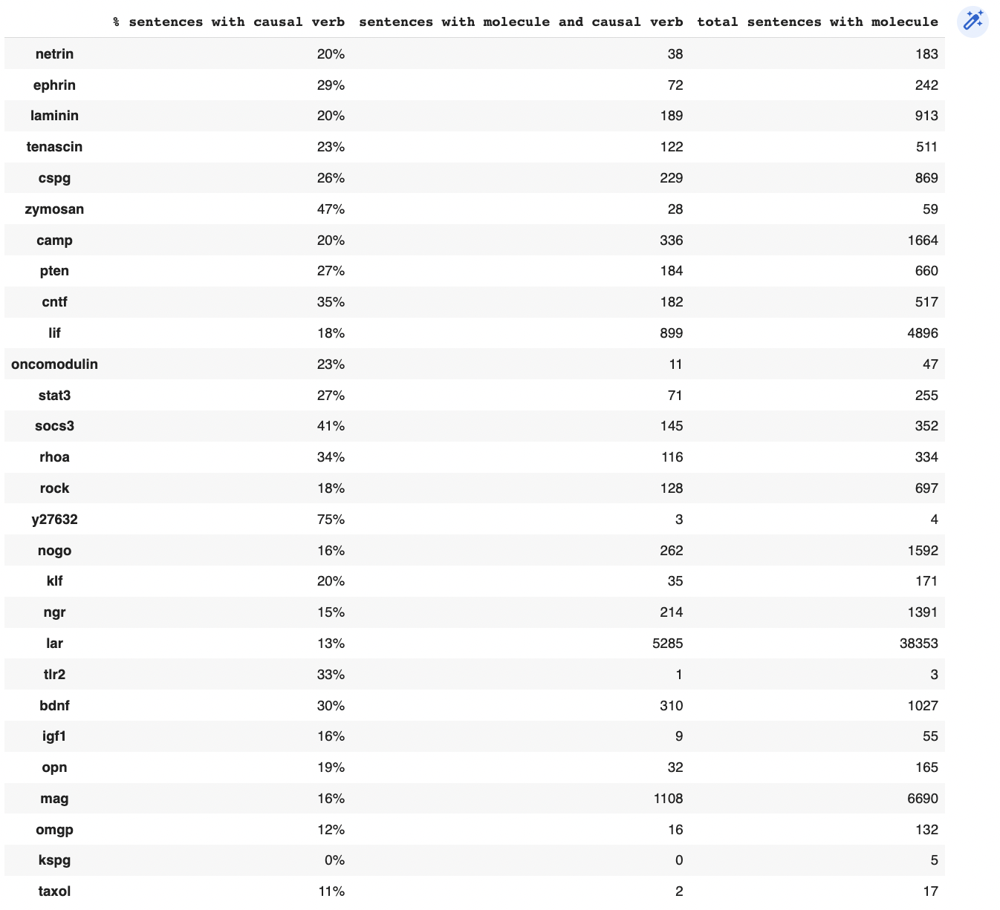 % sentences with causal verb sentences with molecule and causal verb total sentences with molecule
netrin 20% 38 183
ephrin 29% 72 242
laminin 20% 189 913
tenascin 23% 122 511
cspg 26% 229 869
zymosan 47% 28 59
camp 20% 336 1664
pten 27% 184 660
cntf 35% 182 517
lif 18% 899 4896
oncomodulin 23% 11 47
stat3 27% 71 255
socs3 41% 145 352
rhoa 34% 116 334
rock 18% 128 697
y27632 75% 3 4
nogo 16% 262 1592
klf 20% 35 171
ngr 15% 214 1391
lar 13% 5285 38353
tlr2 33% 1 3
bdnf 30% 310 1027
igf1 16% 9 55
opn 19% 32 165
mag 16% 1108 6690
omgp 12% 16 132
kspg 0% 0 5
taxol 11% 2 17